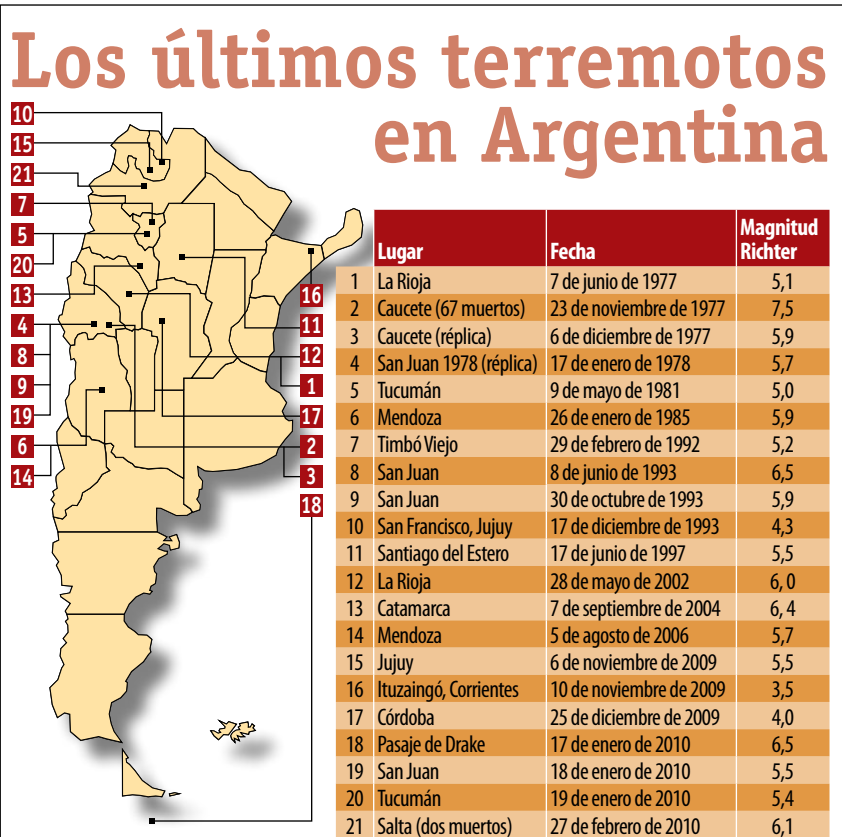 Los últimos terremotos
en Argentina
10
15
21
7
5
20
13
4
8
9
19
6
14
16
11
12
1
17
2
3
18
Lugar Fecha Magnitud Richter
1 La Rioja 7 de junio de 1977 5,1
2 Caucete (67 muertos) 23 de noviembre de 1977 7,5
3 Caucete (réplica) 6 de diciembre de 1977 5,9
4 San Juan 1978 (réplica) 17 de enero de 1978 5,7
5 Tucumán 9 de mayo de 1981 5,0
6 Mendoza 26 de enero de 1985 5,9
7 Timbó Viejo 29 de febrero de 1992 5,2
8 San Juan 8 de junio de 1993 6,5
9 San Juan 30 de octubre de 1993 5,9
10 San Francisco, Jujuy 17 de diciembre de 1993 4,3
11 Santiago del Estero 17 de junio de 1997 5,5
12 La Rioja 28 de mayo de 2002 6, 0
13 Catamarca 7 de septiembre de 2004 6, 4
14 Mendoza 5 de agosto de 2006 5,7
15 Jujuy 6 de noviembre de 2009 5,5
16 Ituzaingó, Corrientes 10 de noviembre de 2009 3,5
17 Córdoba 25 de diciembre de 2009 4,0
18 Pasaje de Drake 17 de enero de 2010 6,5
19 San Juan 18 de enero de 2010 5,5
20 Tucumán 19 de enero de 2010 5,4
21 Salta (dos muertos) 27 de febrero de 2010 6,1